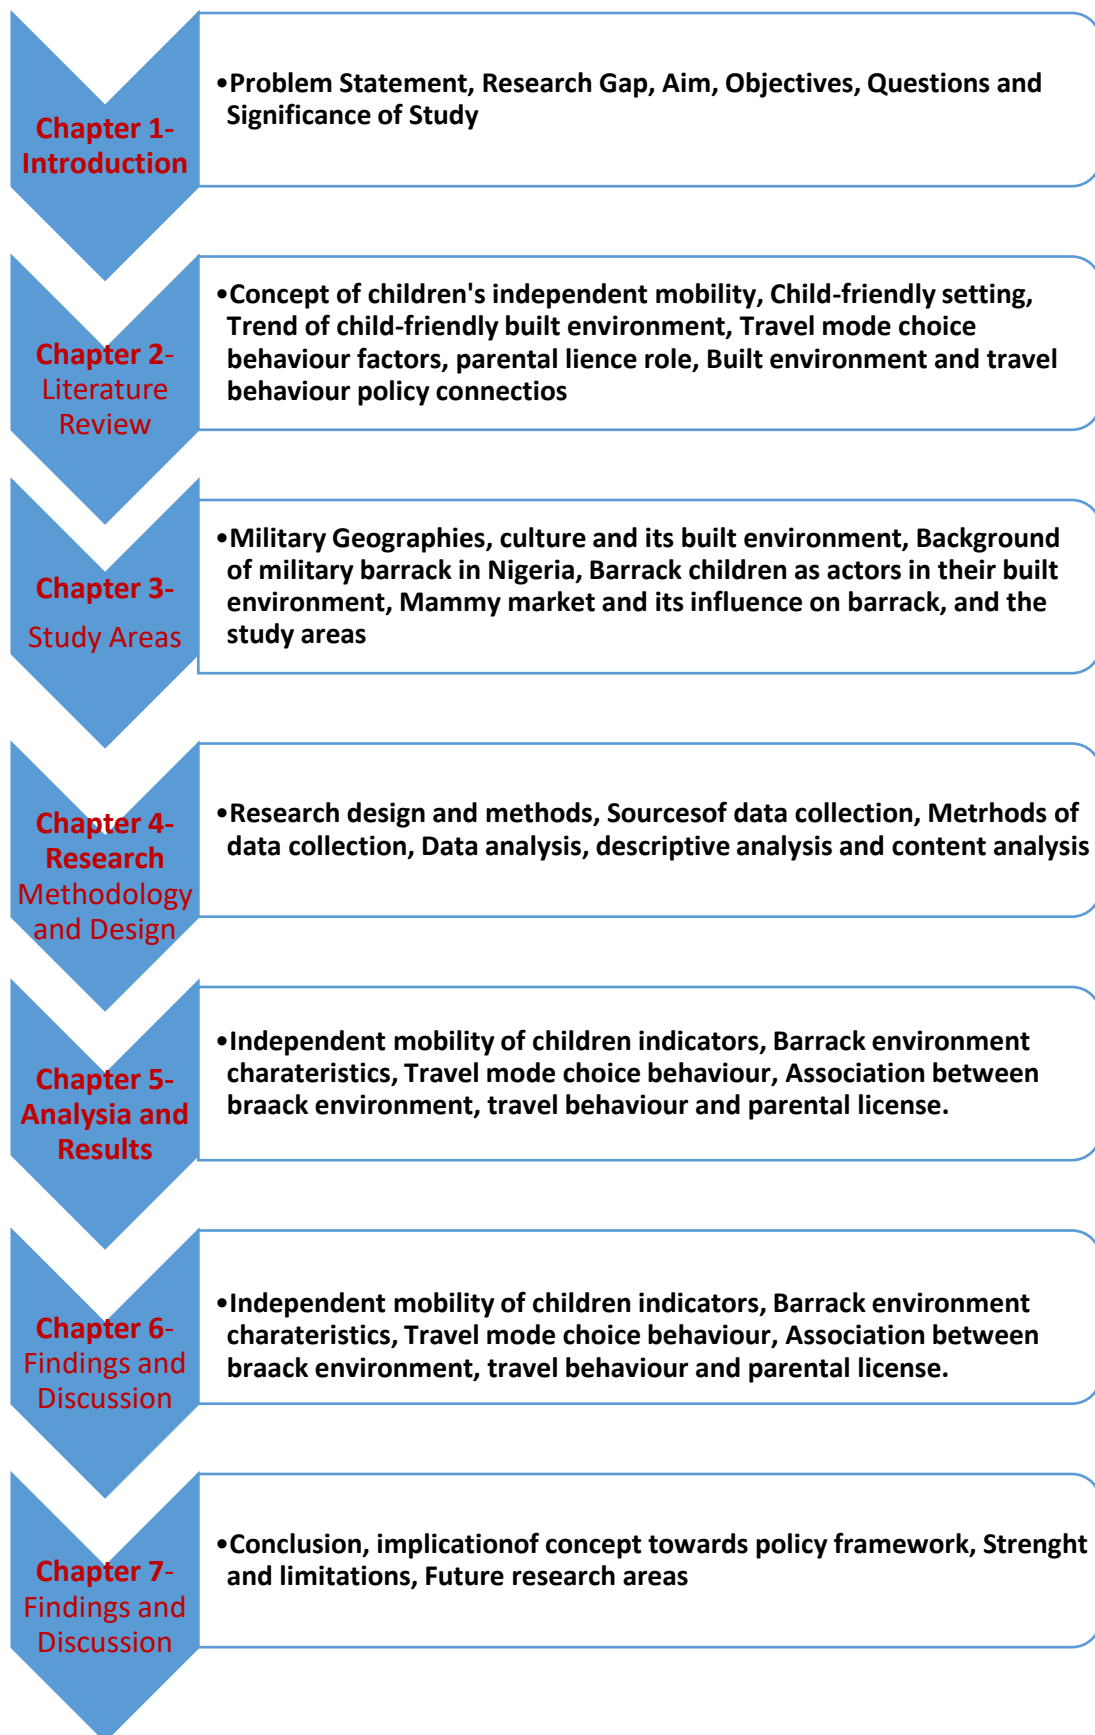 Chapter 1-
Introduction
•Problem Statement, Research Gap, Aim, Objectives, Questions and
Significance of Study
Chapter 2-
Literature
Review
•Concept of children's independent mobility, Child-friendly setting,
Trend of child-friendly built environment, Travel mode choice
behaviour factors, parental lience role, Built environment and travel
behaviour policy connectios
Chapter 3-
Study Areas
•Military Geographies, culture and its built environment, Background
of military barrack in Nigeria, Barrack children as actors in their built
environment, Mammy market and its influence on barrack, and the
study areas
Chapter 4-
Research
Methodology
and Design
•Research design and methods, Sourcesof data collection, Metrhods of
data collection, Data analysis, descriptive analysis and content analysis
Chapter 5-
Analysia and
Results
•Independent mobility of children indicators, Barrack environment
charateristics, Travel mode choice behaviour, Association between
braack environment, travel behaviour and parental license.
Chapter 6-
Findings and
Discussion
•Independent mobility of children indicators, Barrack environment
charateristics, Travel mode choice behaviour, Association between
braack environment, travel behaviour and parental license.
Chapter 7-
Findings and
Discussion
•Conclusion, implicationof concept towards policy framework, Strenght
and limitations, Future research areas